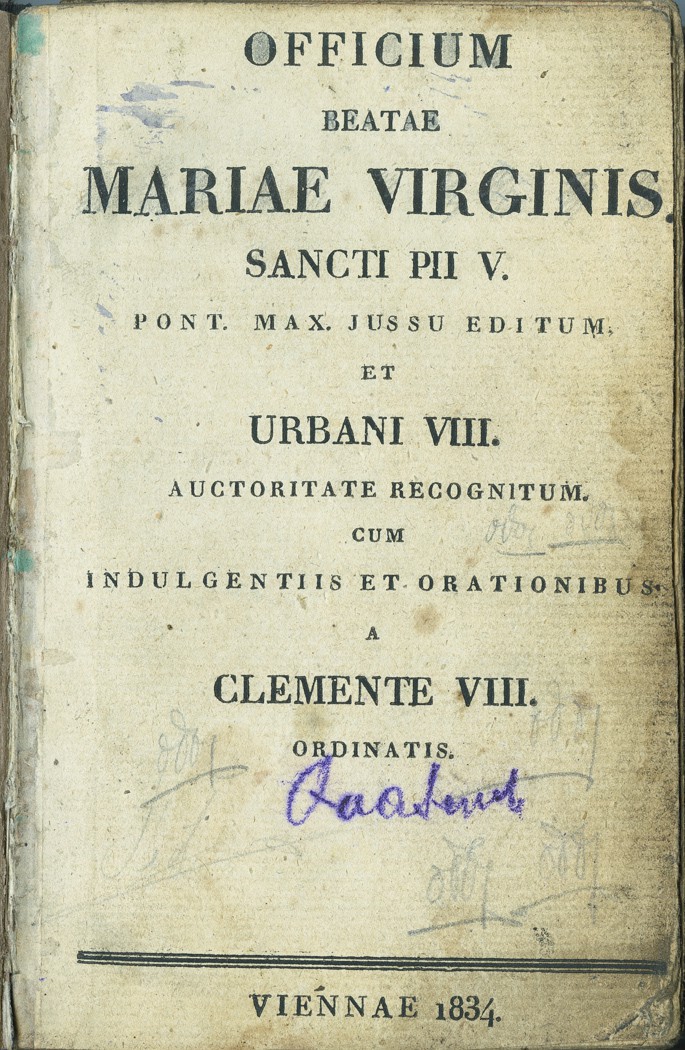 OFFICIUM
BEATAE
MARIAE VIRGINIS.
SANCTI PII V.
PONT. MAX. JUSSU EDITUM,
ET
URBANI VIII.
AUCTORITATE RECOGNITUM.
CUM
INDULGENTIIS ET ORATIONIBUS
A
CLEMENTE VIII.
ORDINATIS.
VIENNAE 1834.